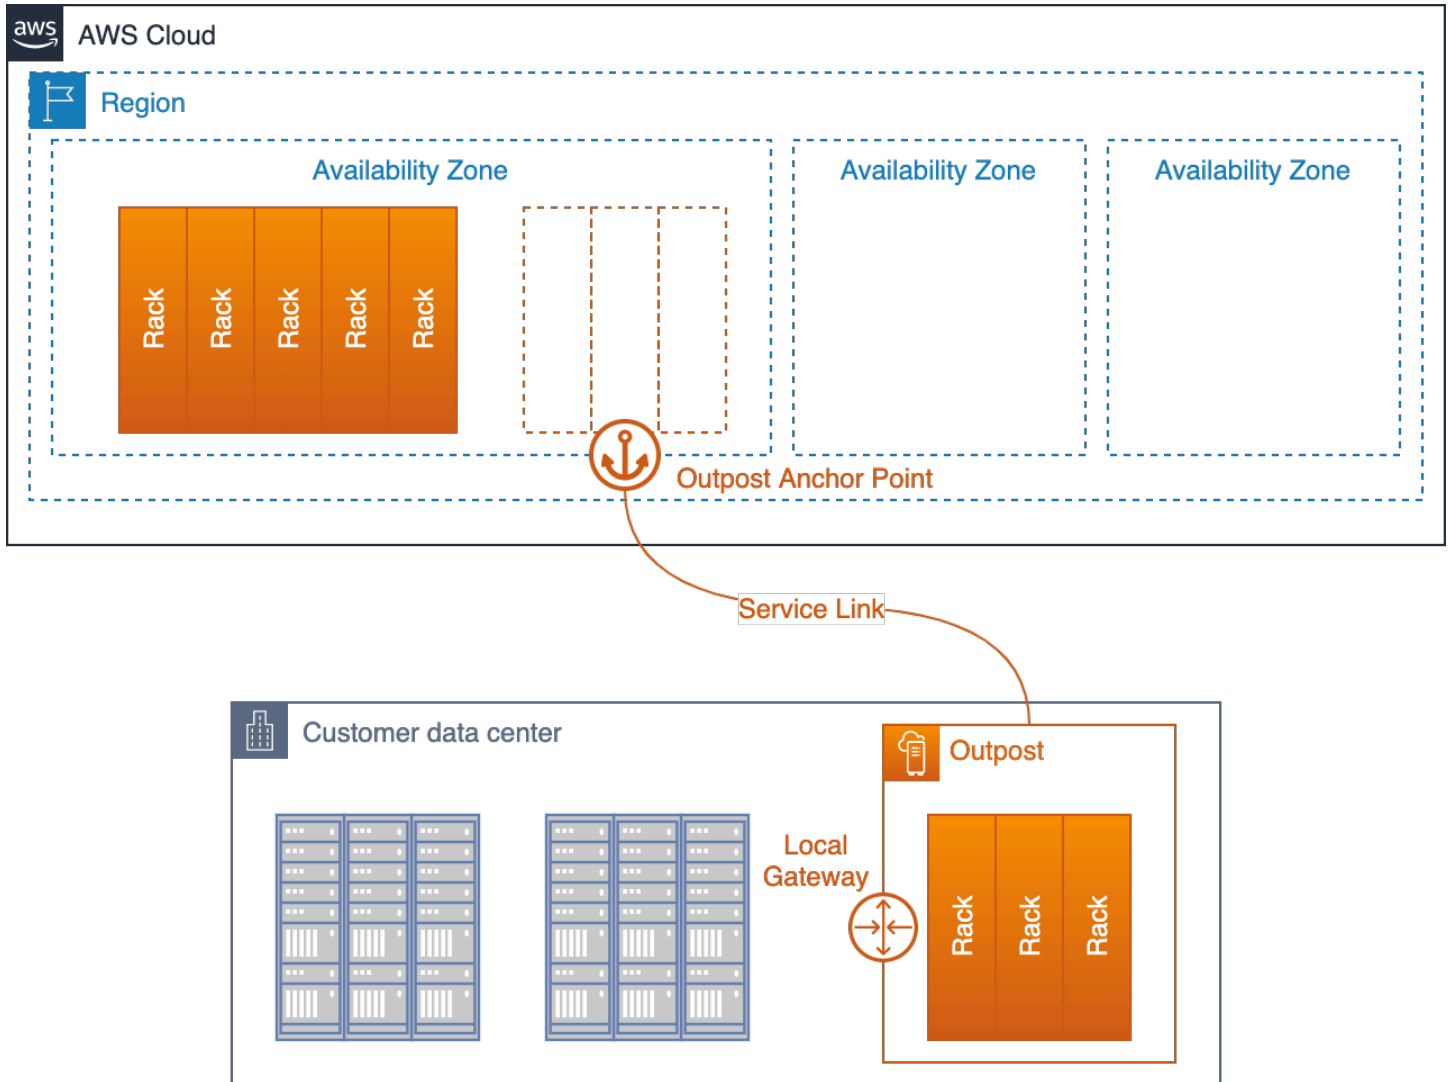 aws
AWS Cloud
Region
Availability Zone
Availability Zone
Availability Zone
Rack
Rack
Rack
Rack
Rack
Outpost Anchor Point
Service Link
Customer data center
Outpost
Local
Gateway
Rack
Rack
Rack